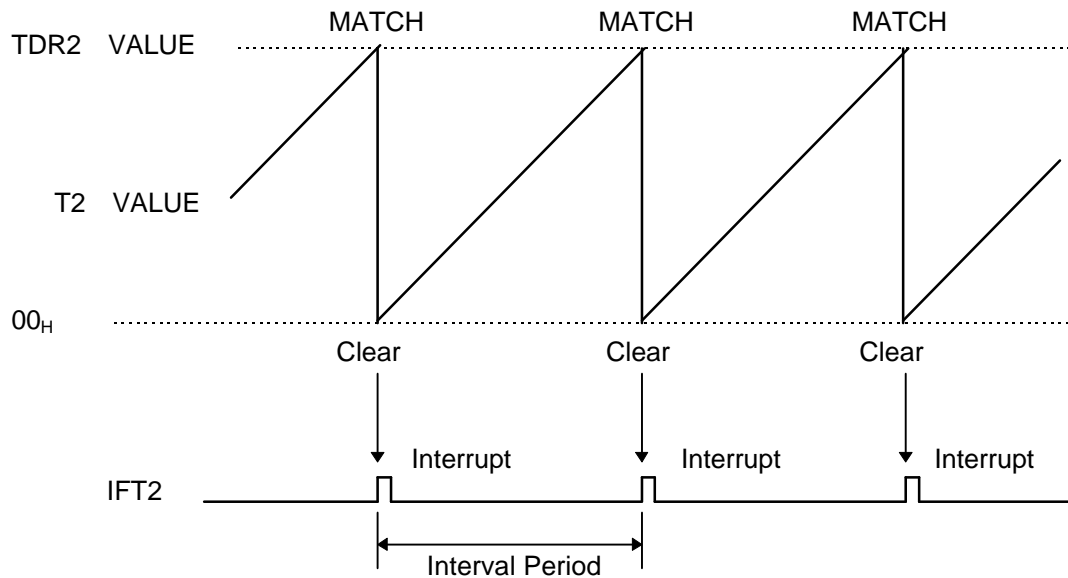 MATCH MATCH MATCH
TDR2 VALUE
T2 VALUE
00H
Clear Clear Clear
Interrupt Interrupt Interrupt
IFT2
Interval Period